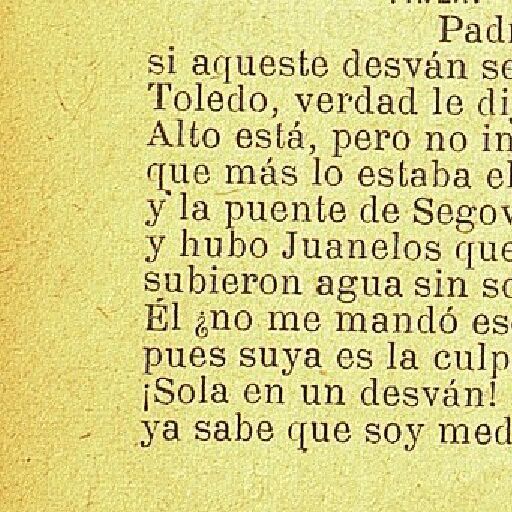 Padr
si aqueste desván se
Toledo, verdad le di
Alto está, pero no in
que más lo estaba el
y la puente de Segov
y hubo Juanelos que
subieron agua sin so
Él ¿no me mandó es
pues suya es la culp
¡Sola en un desván!
ya sabe que soy med